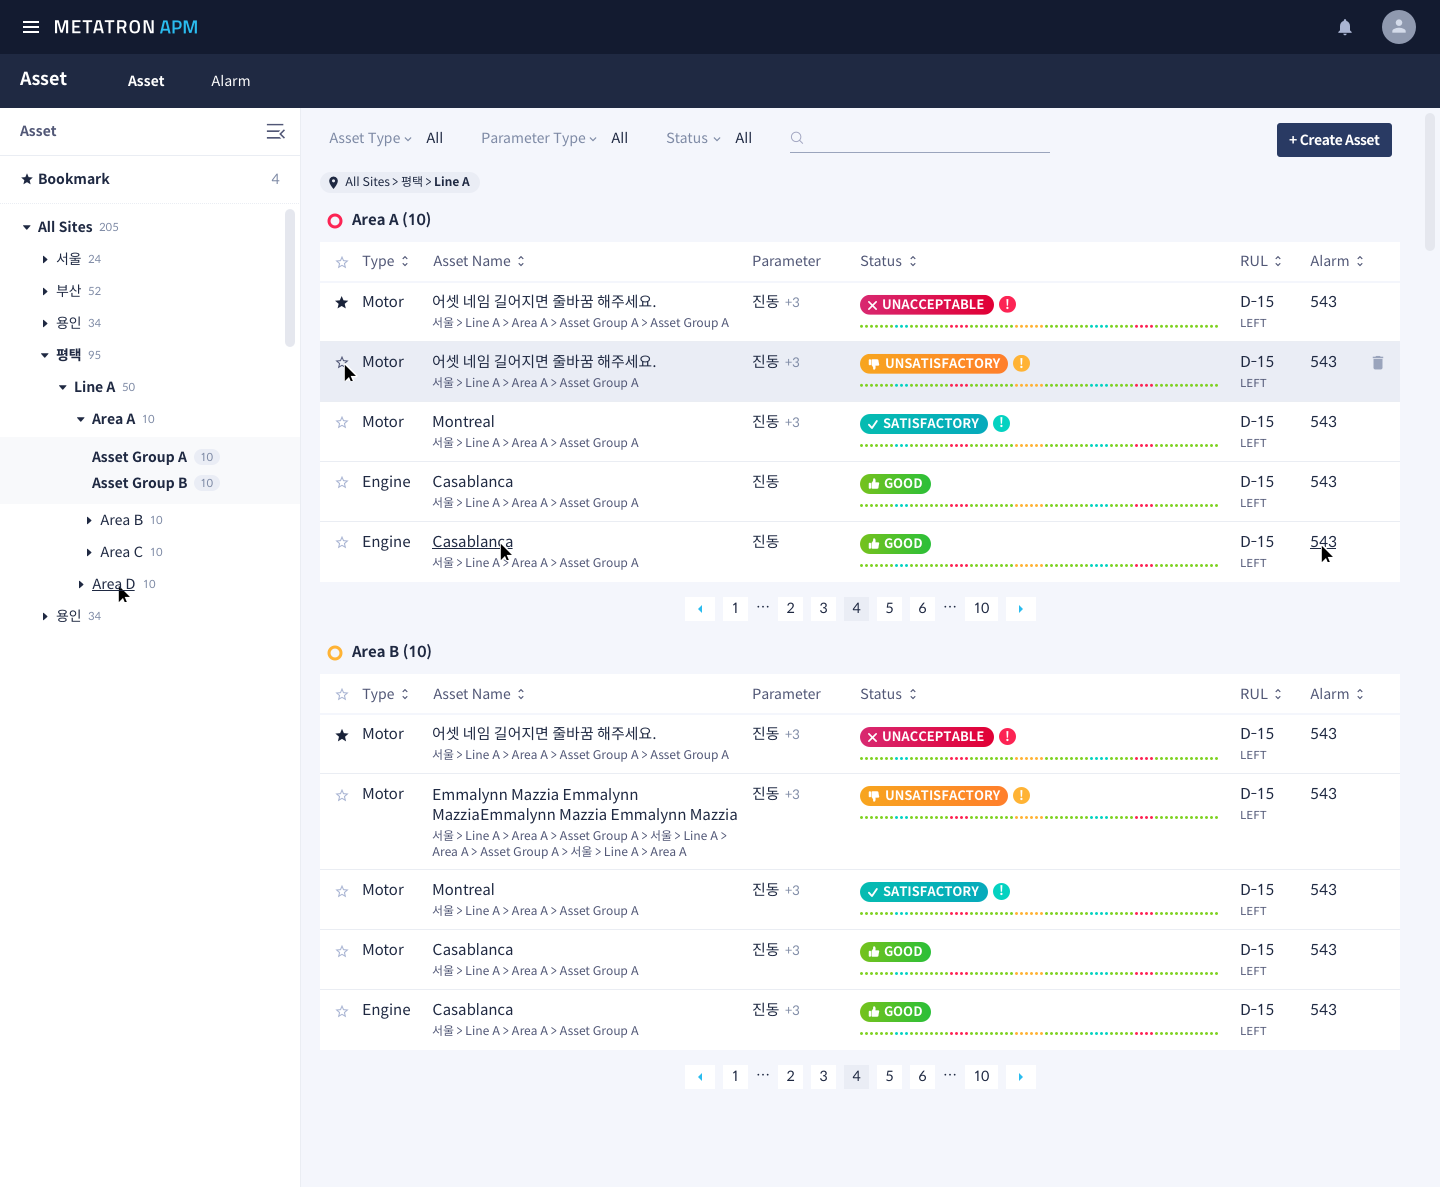 METATRON APM
Asset
Asset
Alarm
Asset
Bookmark 4
All Sites 205
서울 24
부산 52
용인 34
평택 95
Line A 50
Area A 10
Asset Group A 10
Asset Group B 10
Area B 10
Area C 10
Area D 10
용인 34
Asset Type All Parameter Type All Status All
+ Create Asset
All Sites > 평택 > Line A
Area A (10)
Type Asset Name Parameter Status RUL Alarm
Motor 어셋 네임 길어지면 줄바꿈 해주세요. 진동 +3 UNACCEPTABLE ! D-15 543
서울 > Line A > Area A > Asset Group A > Asset Group A LEFT
Motor 어셋 네임 길어지면 줄바꿈 해주세요. 진동 +3 UNSATISFACTORY ! D-15 543
서울 > Line A > Area A > Asset Group A LEFT
Motor Montreal 진동 +3 SATISFACTORY ! D-15 543
서울 > Line A > Area A > Asset Group A LEFT
Engine Casablanca 진동 GOOD D-15 543
서울 > Line A > Area A > Asset Group A LEFT
Engine Casablanca 진동 GOOD D-15 543
서울 > Line A > Area A > Asset Group A LEFT
1 ... 2 3 4 5 6 ... 10
Area B (10)
Type Asset Name Parameter Status RUL Alarm
Motor 어셋 네임 길어지면 줄바꿈 해주세요. 진동 +3 UNACCEPTABLE ! D-15 543
서울 > Line A > Area A > Asset Group A > Asset Group A LEFT
Motor Emmalynn Mazzia Emmalynn 진동 +3 UNSATISFACTORY ! D-15 543
MazziaEmmalynn Mazzia Emmalynn Mazzia LEFT
서울 > Line A > Area A > Asset Group A > 서울 > Line A >
Area A > Asset Group A > 서울 > Line A > Area A
Motor Montreal 진동 +3 SATISFACTORY ! D-15 543
서울 > Line A > Area A > Asset Group A LEFT
Motor Casablanca 진동 +3 GOOD D-15 543
서울 > Line A > Area A > Asset Group A LEFT
Engine Casablanca 진동 +3 GOOD D-15 543
서울 > Line A > Area A > Asset Group A LEFT
1 ... 2 3 4 5 6 ... 10